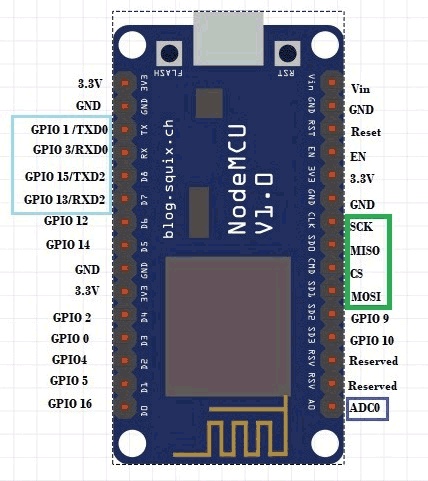 FLASH
RST
3.3V
GND
GPIO 1 /TXD0
GPIO 3/RXD0
GPIO 15/TXD2
GPIO 13/RXD2
GPIO 12
GPIO 14
GND
3.3V
GPIO 2
GPIO 0
GPIO4
GPIO 5
GPIO 16
3V3
GND
TX
RX
D8
D7
D6
D5
GND
3V3
D4
D3
D2
D1
D0
blog.squix.ch
NodeMCU
V1.0
Vin
GND
RST
EN
3V3
GND
CLK
SD0
CMD
SD1
SD2
SD3
RSV
RSV
A0
Vin
GND
Reset
EN
3.3V
GND
SCK
MISO
CS
MOSI
GPIO 9
GPIO 10
Reserved
Reserved
ADC0